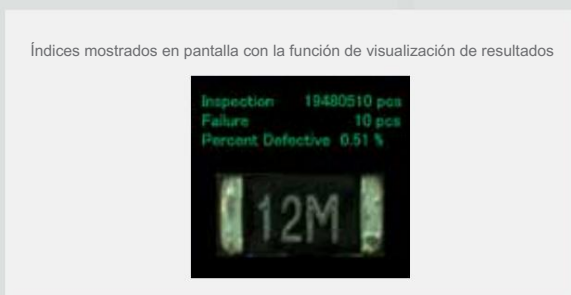 Índices mostrados en pantalla con la función de visualización de resultados
Inspection 19480510 pcs
Failure 10 pcs
Percent Defective 0.51 %
12M